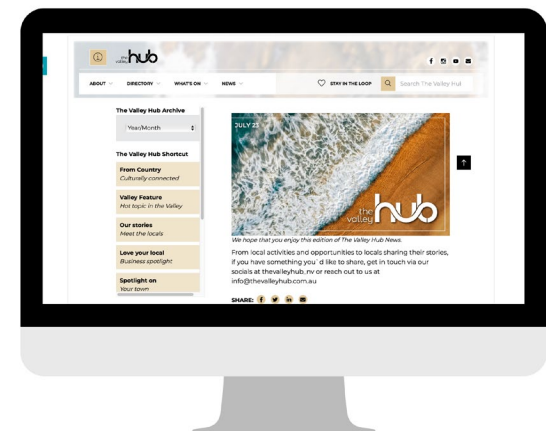 the valley hub
ABOUT DIRECTORY WHAT'S ON NEWS STAY IN THE LOOP Search The Valley Hub
The Valley Hub Archive
Year/Month
The Valley Hub Shortcut
From Country
Culturally connected
Valley Feature
Hot topic in the Valley
Our stories
Meet the locals
Love your local
Business spotlight
Spotlight on
Your town
JULY 23
the valley hub
We hope that you enjoy this edition of The Valley Hub News.
From local activities and opportunities to locals sharing their stories,
if you have something you`d like to share, get in touch via our
socials at thevalleyhub_nv or reach out to us at
info@thevalleyhub.com.au
SHARE: